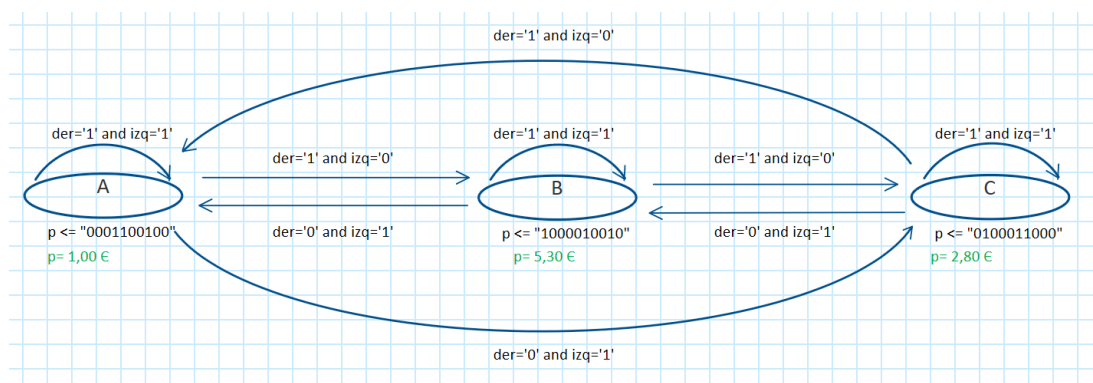 der='1' and izq='0'
der='1' and izq='1'
der='1' and izq='1'
der='1' and izq='1'
der='1' and izq='0'
der='1' and izq='0'
A
B
C
p <= "0001100100"
der='0' and izq='1'
p <= "1000010010"
der='0' and izq='1'
p <= "0100011000"
p= 1,00 €
p= 5,30 €
p= 2,80 €
der='0' and izq='1'